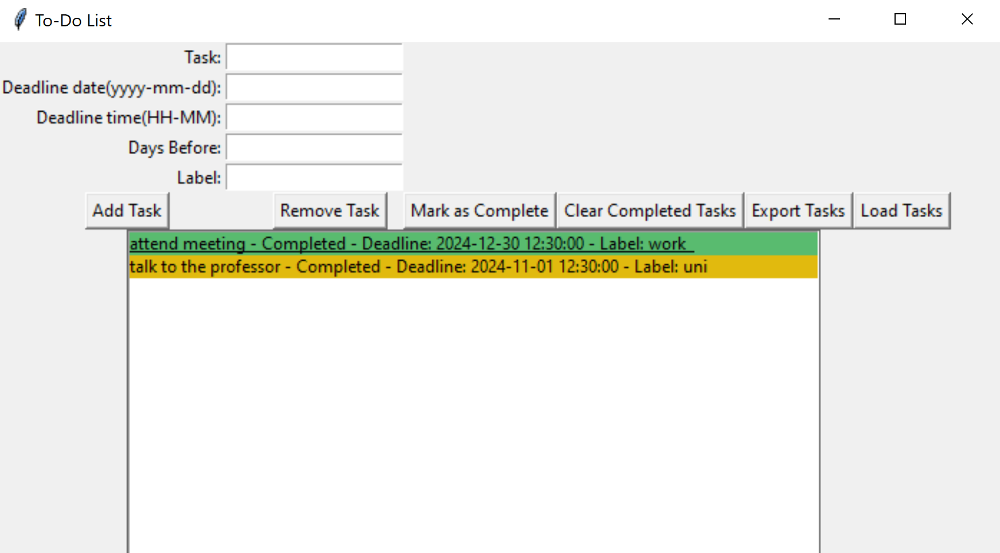 To-Do List
Task:
Deadline date(yyyy-mm-dd):
Deadline time(HH-MM):
Days Before:
Label:
Add Task Remove Task Mark as Complete Clear Completed Tasks Export Tasks Load Tasks
attend meeting - Completed - Deadline: 2024-12-30 12:30:00 - Label: work
talk to the professor - Completed - Deadline: 2024-11-01 12:30:00 - Label: uni